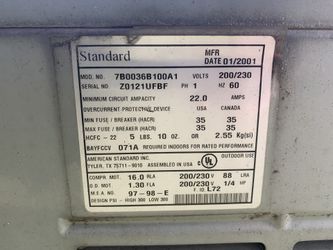 Standard
MFR
DATE 01/2001
MOD. NO. 7B0036B100A1 VOLTS 200/230
SERIAL NO. Z0121UFBF PH 1 HZ 60
MINIMUM CIRCUIT AMPACITY 22.0 AMPS
OVERCURRENT PROTECTIVE DEVICE USA CANADA
MIN FUSE / BREAKER (HACR) 35 35
MAX FUSE / BREAKER (HACR) 35 35
HCFC - 22 5 LBS. 10 OZ. OR 2.55 Kg(si)
BAYFCCV 071A REQUIRED INDOORS FOR RATED PERFORMANCE
AMERICAN STANDARD INC. OUTDOOR USE
TYLER, TX 75711-9010 ASSEMBLED IN U.S.A.
COMPR MOT. 16.0 RLA 200/230 V 88 LRA
O.D. MOT. 1.30 FLA 200/230 V 1/4 HP
M.E.A. NO. 97-98-E F. ID: L72
DESIGN PSI - HIGH 300 LOW 300